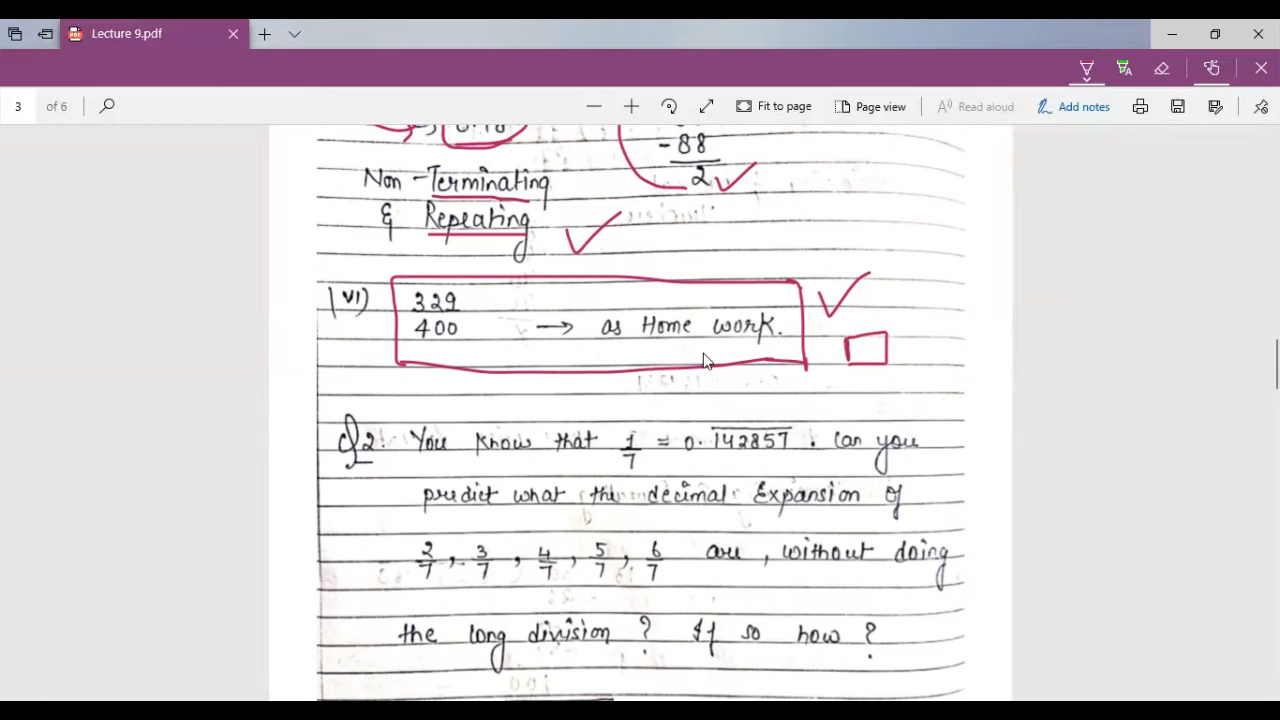 Lecture 9.pdf
3 of 6
Fit to page
Page view
Read aloud
Add notes
-88
2
Non-Terminating
& Repeating
(vi) 329
400 → as Home work.
Q2. You know that 1/7 = 0.142857. Can you
predict what the decimal Expansion of
2/7, 3/7, 4/7, 5/7, 6/7 are, without doing
the long division? If so how?